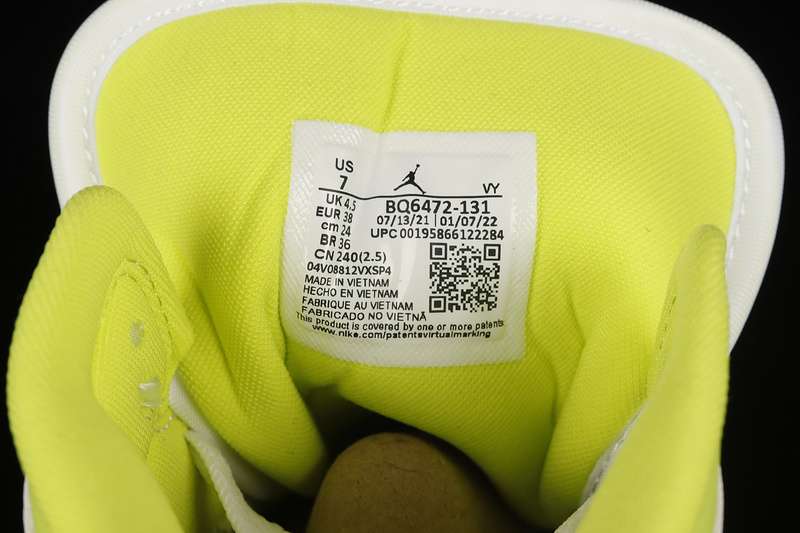 US
7
VY
UK 4.5
EUR 38
cm 24
BR 36
CN 240(2.5)
BQ6472-131
07/13/21 01/07/22
UPC 00195866122284
04V08812VXSP4
MADE IN VIETNAM
HECHO EN VIETNAM
FABRIQUE AU VIETNAM
FABRICADO NO VIETNÃ
This product is covered by one or more patents
www.nike.com/patentsvirtualmarking